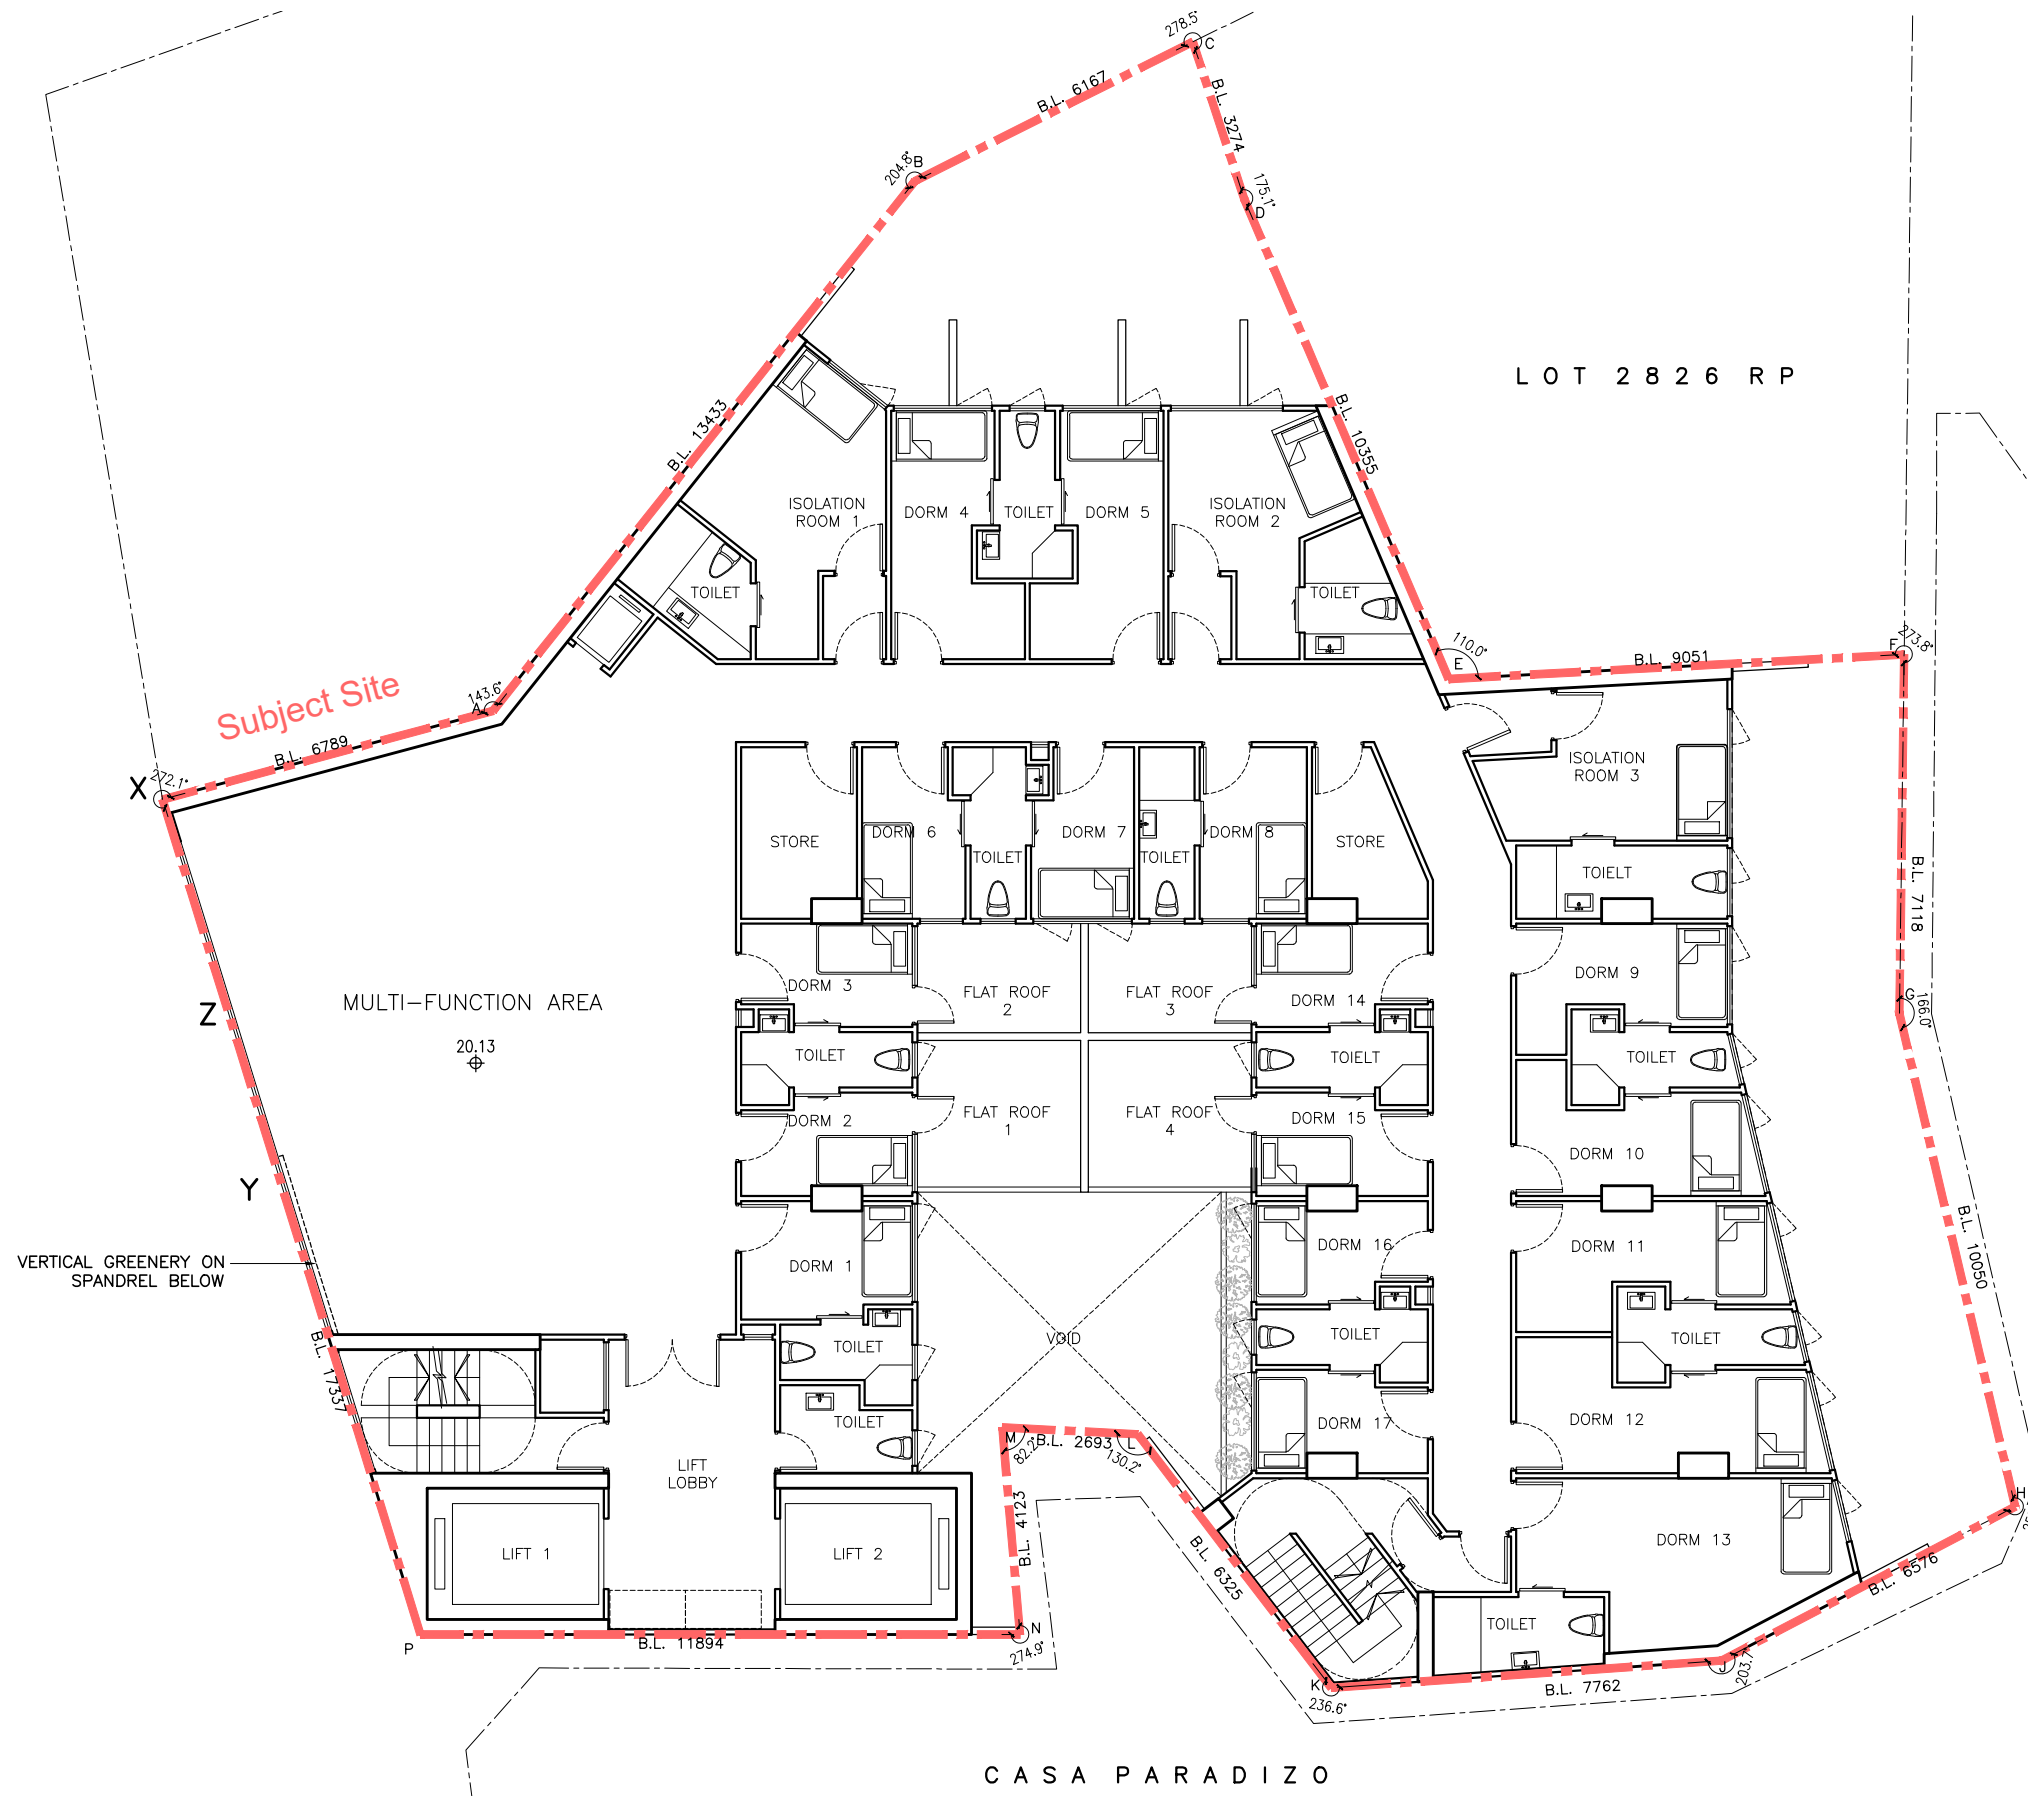 278.5°
C
B.L. 6167
B.L. 3274
204.8°
B
175.1°
D
LOT 2826 RP
B.L. 13433
B.L. 10355
ISOLATION
ROOM 1
DORM 4
TOILET
DORM 5
ISOLATION
ROOM 2
TOILET
TOILET
110.0°
E
B.L. 9051
F
273.8°
Subject Site
143.6°
A
B.L. 6789
X
272.1°
ISOLATION
ROOM 3
STORE
DORM 6
TOILET
DORM 7
TOILET
DORM 8
STORE
TOIELT
B.L. 7118
MULTI-FUNCTION AREA
20.13
Z
DORM 3
FLAT ROOF
2
FLAT ROOF
3
DORM 14
DORM 9
G
166.0°
TOILET
TOIELT
TOILET
DORM 2
FLAT ROOF
1
FLAT ROOF
4
DORM 15
DORM 10
Y
VERTICAL GREENERY ON
SPANDREL BELOW
DORM 1
DORM 16
DORM 11
B.L. 10050
B.L. 17337
TOILET
VOID
TOILET
TOILET
TOILET
DORM 17
DORM 12
M
82.2°
B.L. 2693
L
130.2°
LIFT
LOBBY
B.L. 4123
H
LIFT 1
LIFT 2
B.L. 6325
DORM 13
B.L. 6576
TOILET
P
B.L. 11894
N
274.9°
K
236.6°
B.L. 7762
J
203.7°
CASA PARADIZO